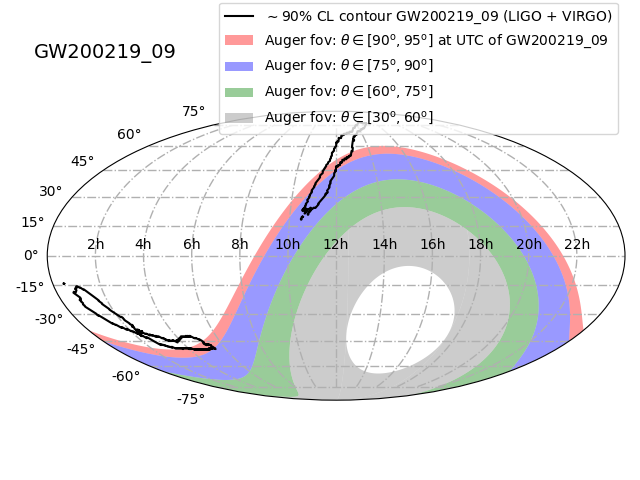 GW200219_09
~ 90% CL contour GW200219_09 (LIGO + VIRGO)
Auger fov: θ ∈ [90°, 95°] at UTC of GW200219_09
Auger fov: θ ∈ [75°, 90°]
Auger fov: θ ∈ [60°, 75°]
Auger fov: θ ∈ [30°, 60°]
75°
60°
45°
30°
15°
0°
-15°
-30°
-45°
-60°
-75°
2h 4h 6h 8h 10h 12h 14h 16h 18h 20h 22h